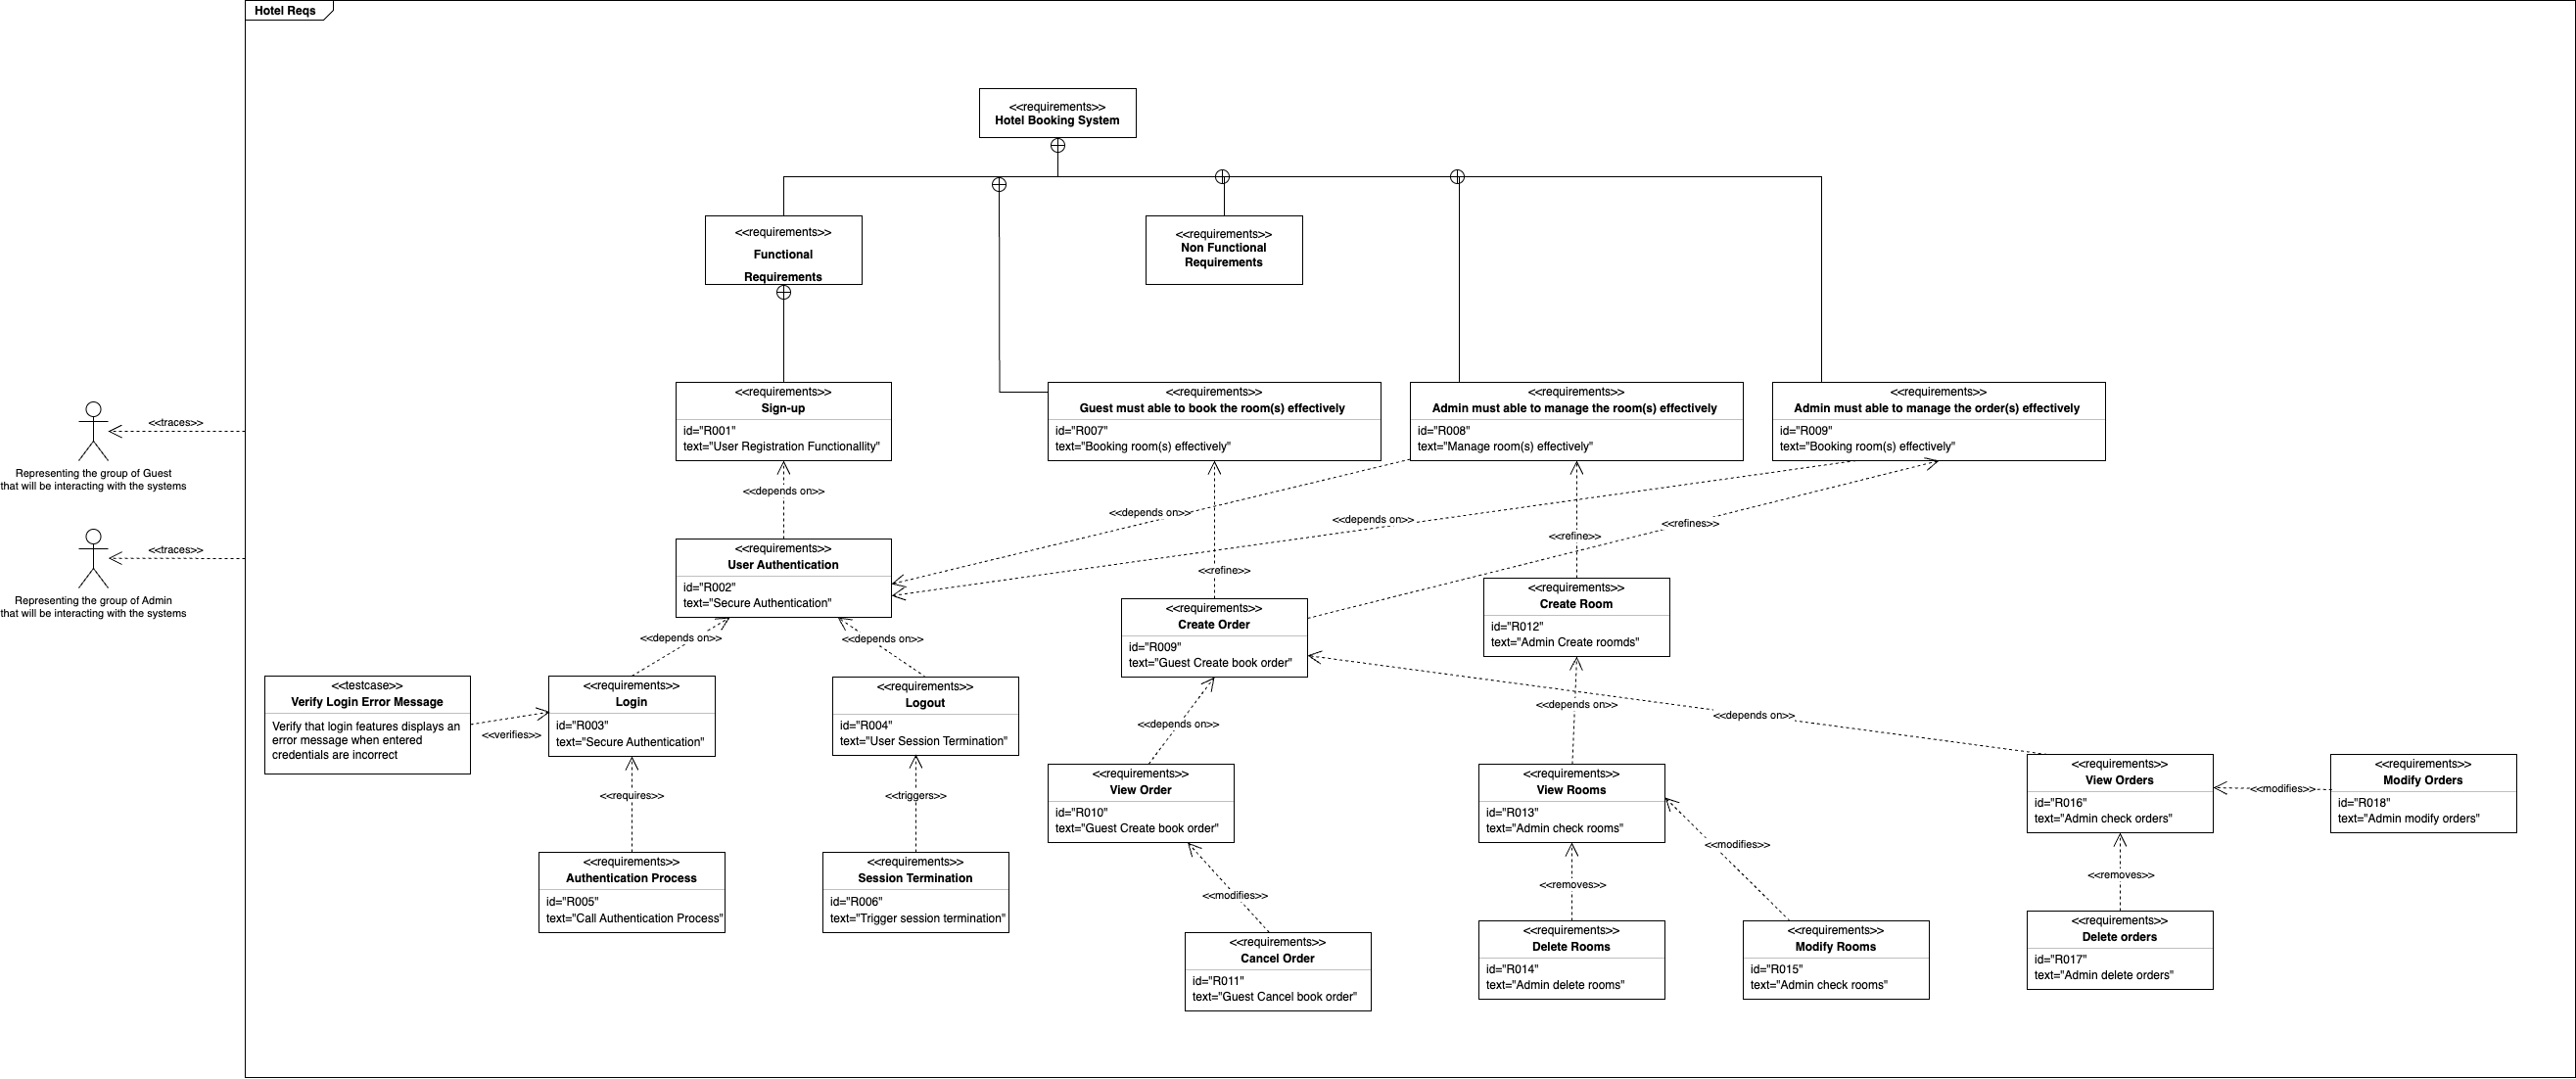 Hotel Reqs
<<requirements>>
Hotel Booking System
<<requirements>>
Functional
Requirements
<<requirements>>
Non Functional
Requirements
<<requirements>>
Sign-up
id="R001"
text="User Registration Functionallity"
<<requirements>>
Guest must able to book the room(s) effectively
id="R007"
text="Booking room(s) effectively"
<<requirements>>
Admin must able to manage the room(s) effectively
id="R008"
text="Manage room(s) effectively"
<<requirements>>
Admin must able to manage the order(s) effectively
id="R009"
text="Booking room(s) effectively"
<<traces>>
Representing the group of Guest
that will be interacting with the systems
<<traces>>
Representing the group of Admin
that will be interacting with the systems
<<depends on>>
<<depends on>>
<<depends on>>
<<refines>>
<<refine>>
<<refine>>
<<requirements>>
User Authentication
id="R002"
text="Secure Authentication"
<<requirements>>
Create Order
id="R009"
text="Guest Create book order"
<<requirements>>
Create Room
id="R012"
text="Admin Create roomds"
<<depends on>>
<<depends on>>
<<testcase>>
Verify Login Error Message
Verify that login features displays an
error message when entered
credentials are incorrect
<<verifies>>
<<requirements>>
Login
id="R003"
text="Secure Authentication"
<<requirements>>
Logout
id="R004"
text="User Session Termination"
<<depends on>>
<<depends on>>
<<depends on>>
<<requires>>
<<triggers>>
<<requirements>>
View Order
id="R010"
text="Guest Create book order"
<<requirements>>
View Rooms
id="R013"
text="Admin check rooms"
<<requirements>>
View Orders
id="R016"
text="Admin check orders"
<<modifies>>
<<requirements>>
Modify Orders
id="R018"
text="Admin modify orders"
<<requirements>>
Authentication Process
id="R005"
text="Call Authentication Process"
<<requirements>>
Session Termination
id="R006"
text="Trigger session termination"
<<modifies>>
<<removes>>
<<modifies>>
<<removes>>
<<requirements>>
Cancel Order
id="R011"
text="Guest Cancel book order"
<<requirements>>
Delete Rooms
id="R014"
text="Admin delete rooms"
<<requirements>>
Modify Rooms
id="R015"
text="Admin check rooms"
<<requirements>>
Delete orders
id="R017"
text="Admin delete orders"